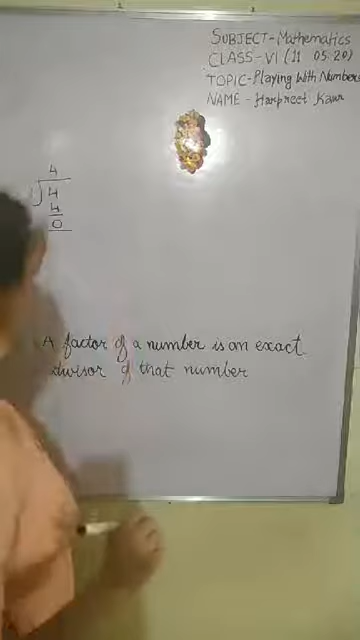 SUBJECT-Mathematics
CLASS-VI (11 05.20)
TOPIC-Playing With Numbers
NAME - Harpreet Kaur
4
4
4
0
A factor of a number is an exact
divisor of that number